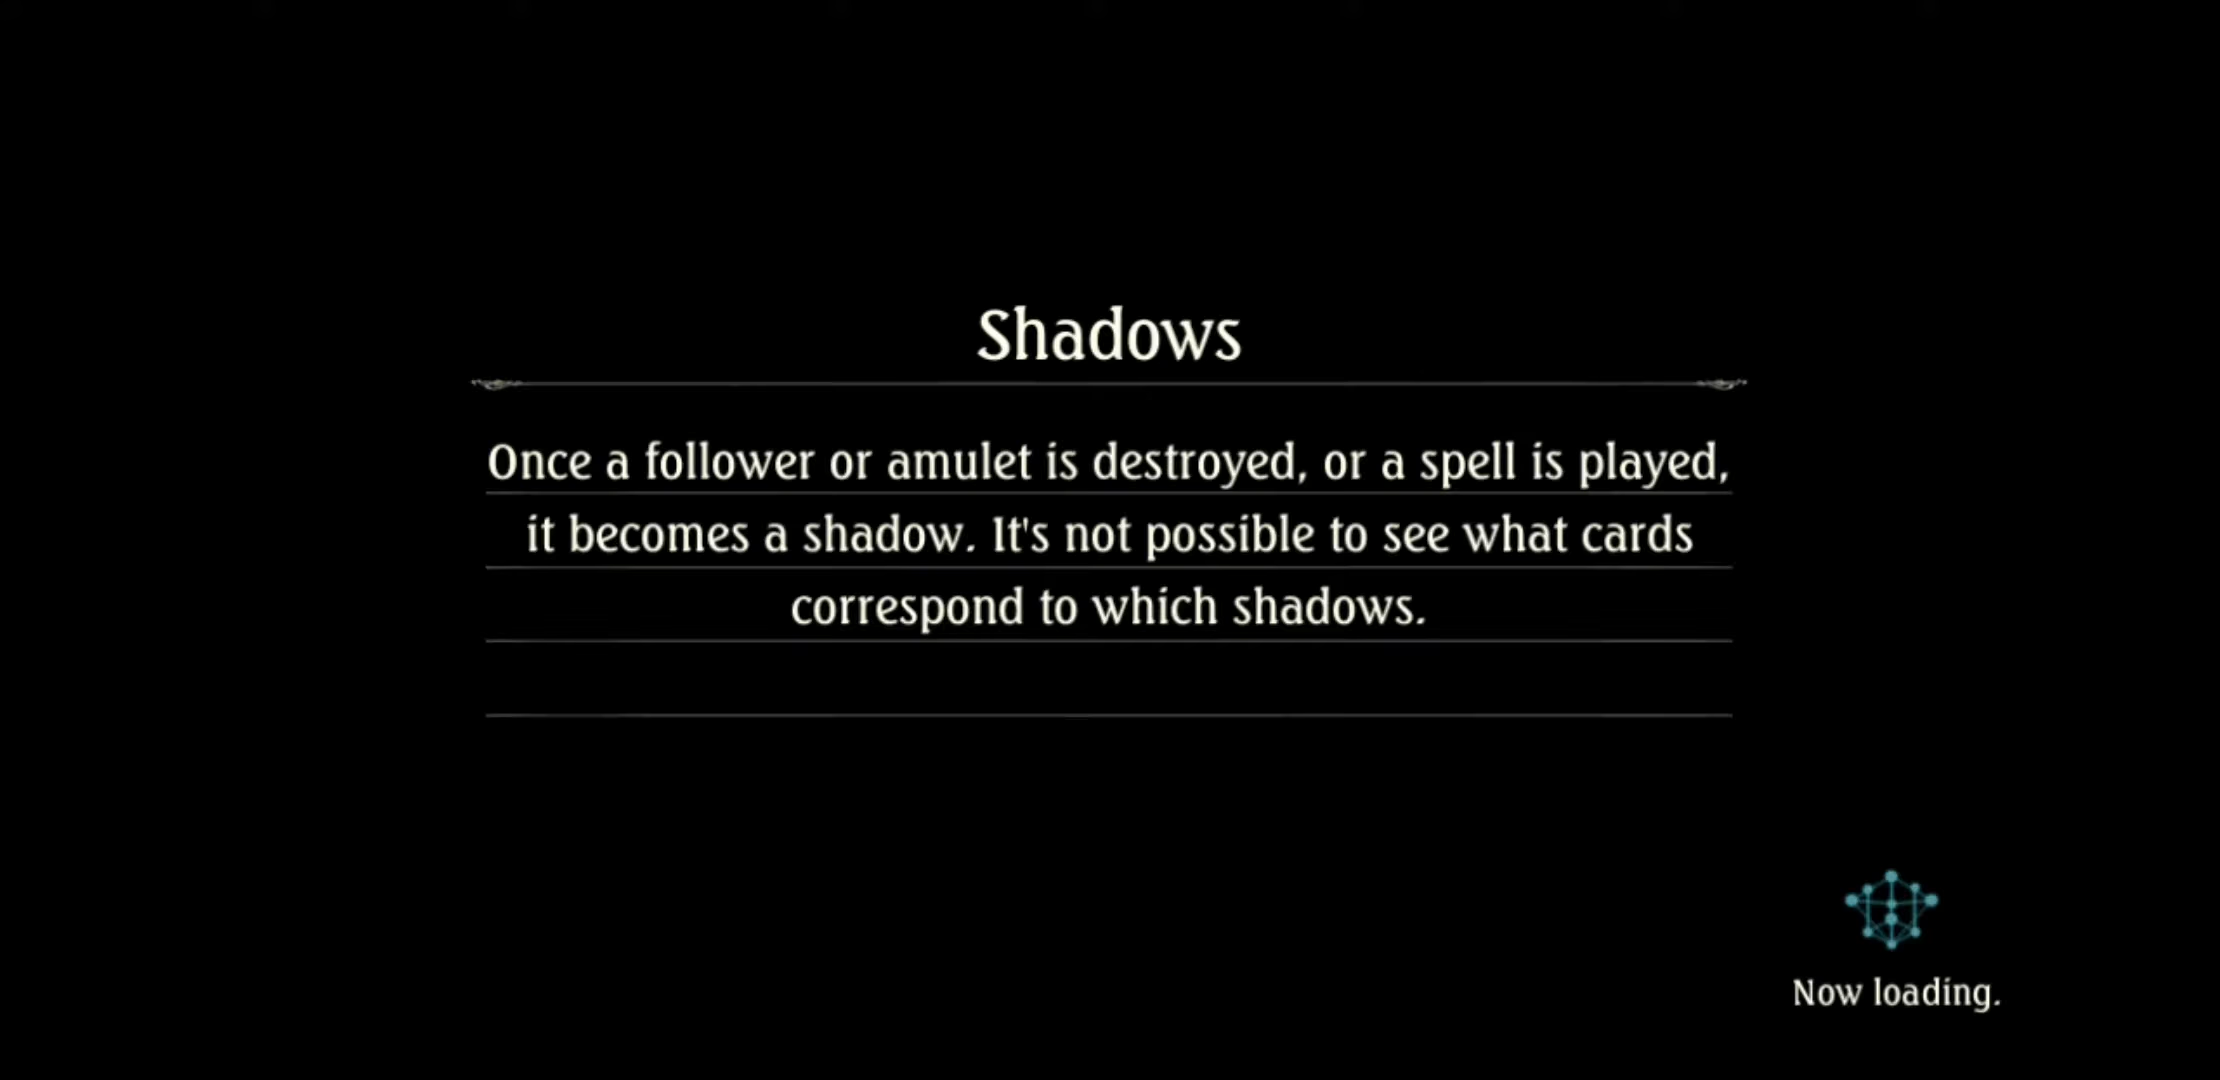 Shadows
Once a follower or amulet is destroyed, or a spell is played,
it becomes a shadow. It's not possible to see what cards
correspond to which shadows.
Now loading.